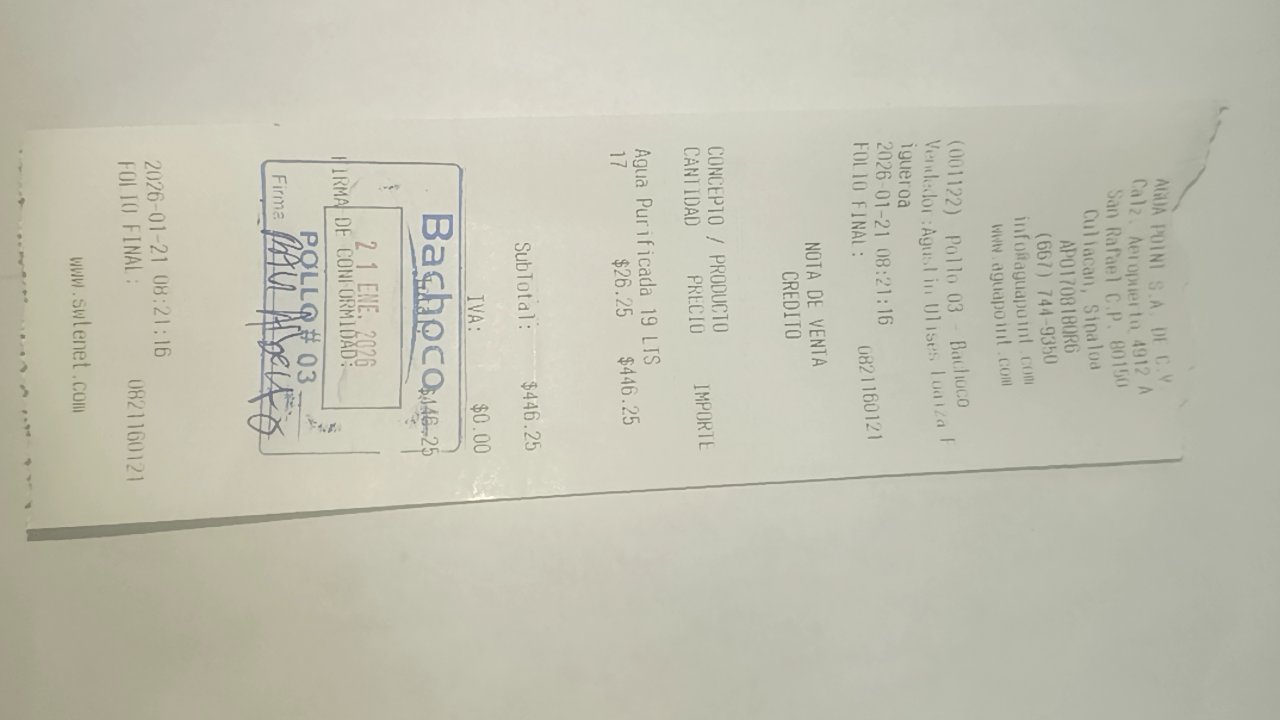 AGUA POINT S.A. DE C.V
Calz. Aeropuerto 4912 A
San Rafael C.P. 80150
Culiacan, Sinaloa
APO170818QR6
(667) 744-9350
info@aguapoint.com
www.aguapoint.com
(001122) Pollo 03 - Bachoco
Vendedor:Agustin Ulises Loaiza F
igueroa
2026-01-21 08:21:16
FOLIO FINAL: 0821160121
NOTA DE VENTA
CREDITO
CONCEPTO / PRODUCTO
CANTIDAD PRECIO IMPORTE
Agua Purificada 19 LTS
17 $26.25 $446.25
SubTotal: $446.25
IVA: $0.00
$446.25
Bachoco
21 ENE. 2026
FIRMA DE CONFORMIDAD:
POLLO # 03
Firma
2026-01-21 08:21:16
FOLIO FINAL: 0821160121
www.swtenet.com